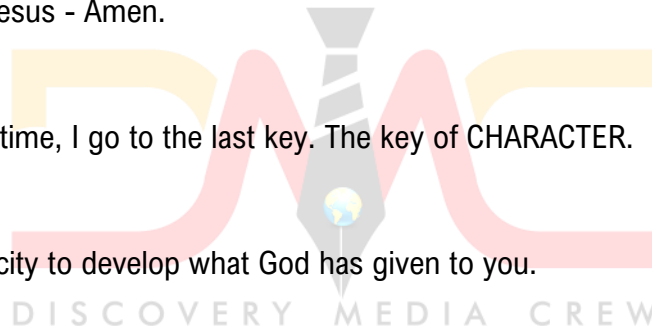 esus - Amen.
time, I go to the last key. The key of CHARACTER.
city to develop what God has given to you.
DMC
DISCOVERY MEDIA CREW